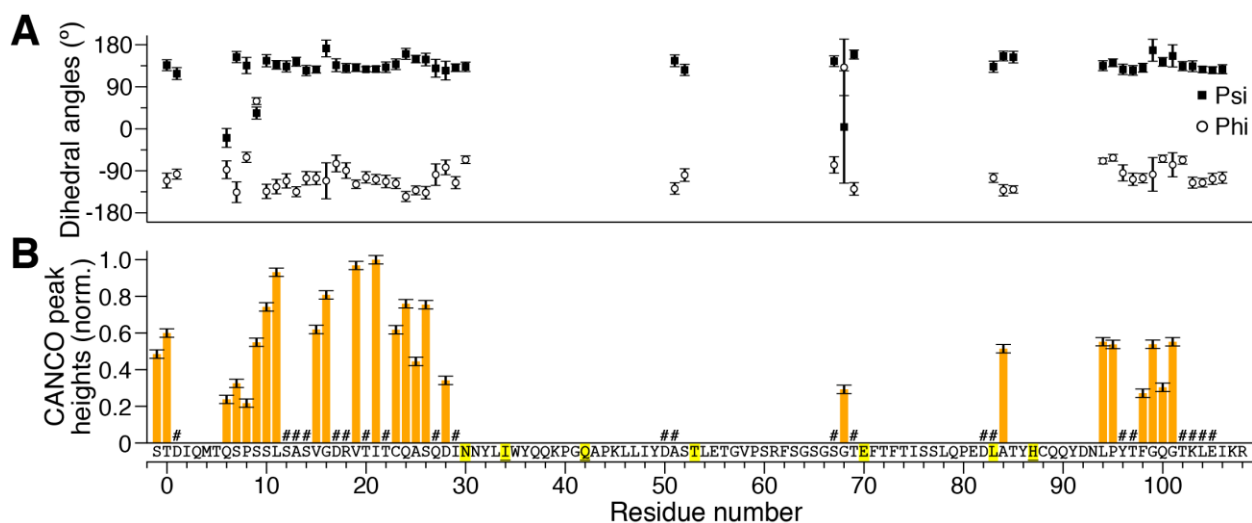 A
Dihedral angles (º)
180
90
0
-90
-180
■ Psi
○ Phi
B
CANCO peak
heights (norm.)
1.0
0.8
0.6
0.4
0.2
0
# ### ## # # # # ## # # ## ## ####
STDIQMTQSPSSLSASVGDRVTITCQASQDINNYLIWYQQKPGQAPKLLIYDASTLETGVPSRFSGSGSGTEFTFTISSLQPEDLATYHCQQYDNLPYTFGQGTKLEIKR
0 10 20 30 40 50 60 70 80 90 100
Residue number